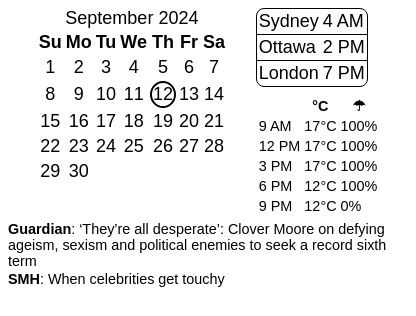 September 2024
Su Mo Tu We Th Fr Sa
1 2 3 4 5 6 7
8 9 10 11 12 13 14
15 16 17 18 19 20 21
22 23 24 25 26 27 28
29 30
Sydney 4 AM
Ottawa 2 PM
London 7 PM
°C ☂
9 AM 17°C 100%
12 PM 17°C 100%
3 PM 17°C 100%
6 PM 12°C 100%
9 PM 12°C 0%
Guardian: ‘They’re all desperate’: Clover Moore on defying
ageism, sexism and political enemies to seek a record sixth
term
SMH: When celebrities get touchy